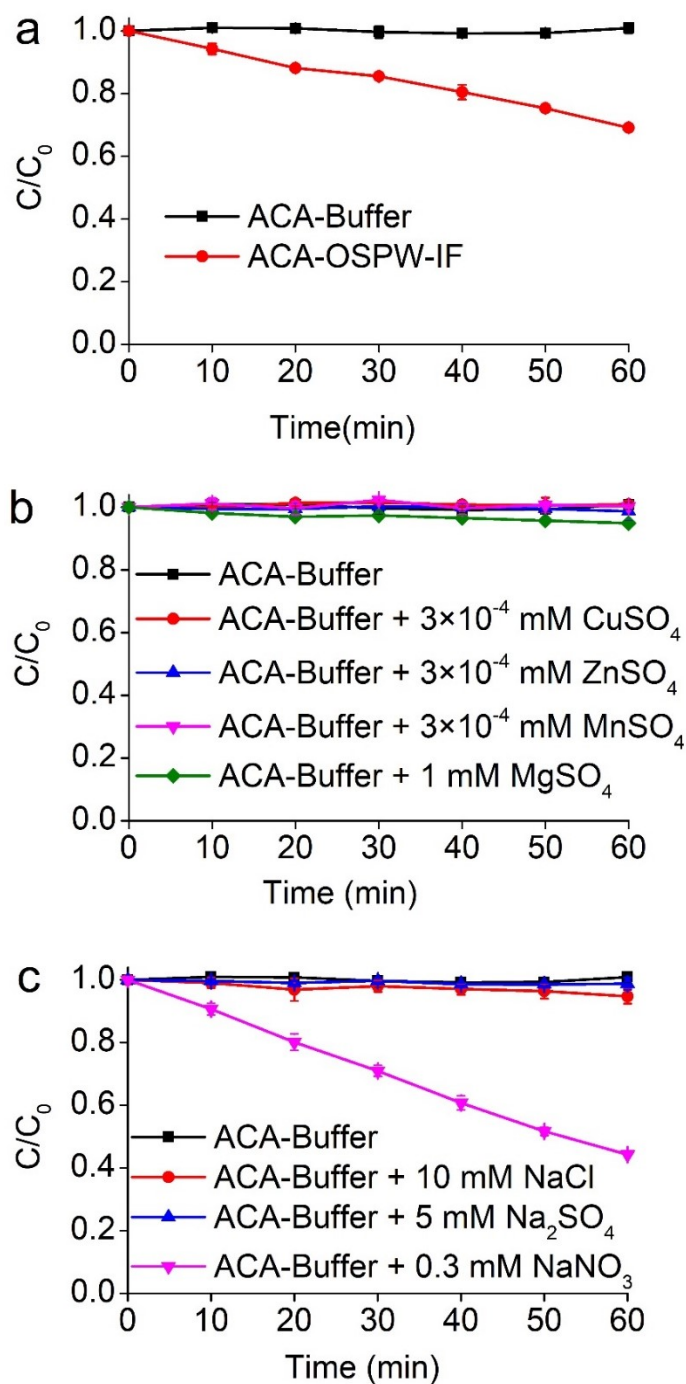 a
1.0
0.8
0.6
0.4
0.2
0.0
C/C₀
ACA-Buffer
ACA-OSPW-IF
0 10 20 30 40 50 60
Time(min)
b
1.0
0.8
0.6
0.4
0.2
0.0
C/C₀
ACA-Buffer
ACA-Buffer + 3×10⁻⁴ mM CuSO₄
ACA-Buffer + 3×10⁻⁴ mM ZnSO₄
ACA-Buffer + 3×10⁻⁴ mM MnSO₄
ACA-Buffer + 1 mM MgSO₄
0 10 20 30 40 50 60
Time (min)
c
1.0
0.8
0.6
0.4
0.2
0.0
C/C₀
ACA-Buffer
ACA-Buffer + 10 mM NaCl
ACA-Buffer + 5 mM Na₂SO₄
ACA-Buffer + 0.3 mM NaNO₃
0 10 20 30 40 50 60
Time (min)